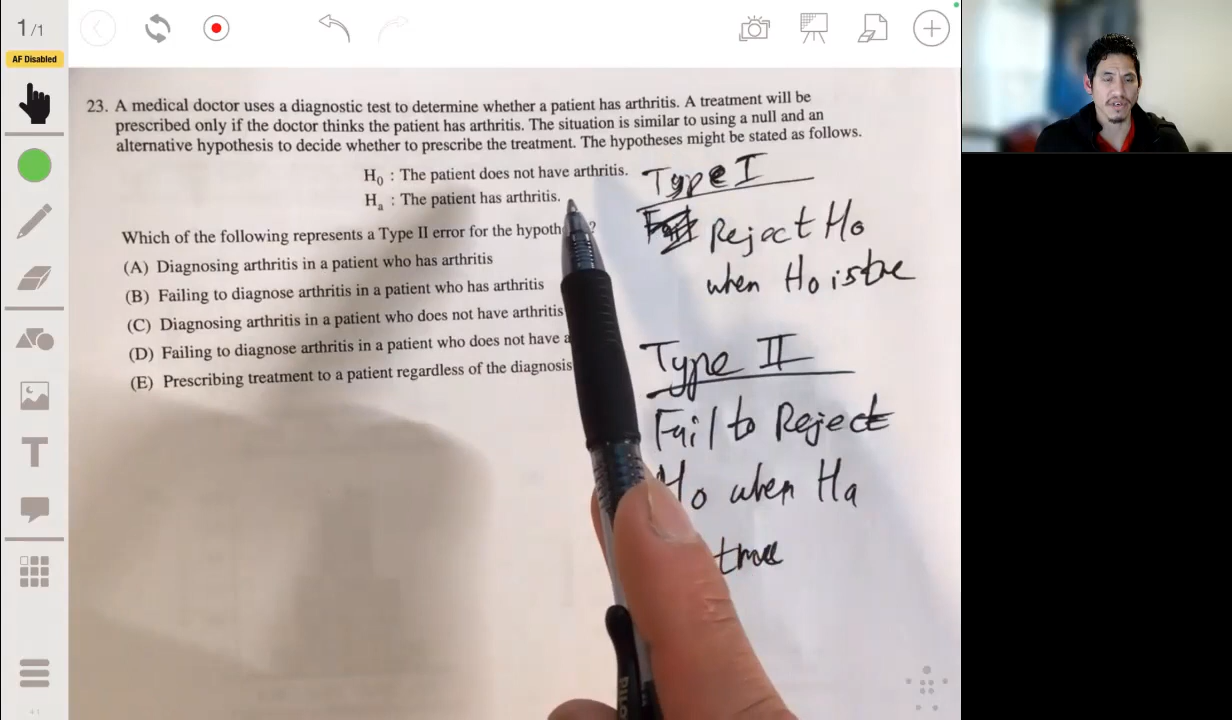 1/1
AF Disabled
T
23. A medical doctor uses a diagnostic test to determine whether a patient has arthritis. A treatment will be
prescribed only if the doctor thinks the patient has arthritis. The situation is similar to using a null and an
alternative hypothesis to decide whether to prescribe the treatment. The hypotheses might be stated as follows.
H0 : The patient does not have arthritis.
Ha : The patient has arthritis.
Which of the following represents a Type II error for the hypoth ?
(A) Diagnosing arthritis in a patient who has arthritis
(B) Failing to diagnose arthritis in a patient who has arthritis
(C) Diagnosing arthritis in a patient who does not have arthritis
(D) Failing to diagnose arthritis in a patient who does not have a
(E) Prescribing treatment to a patient regardless of the diagnosis
Type I
Reject Ho
when Ho is
Type II
Fail to Reject
Ho when Ha
true